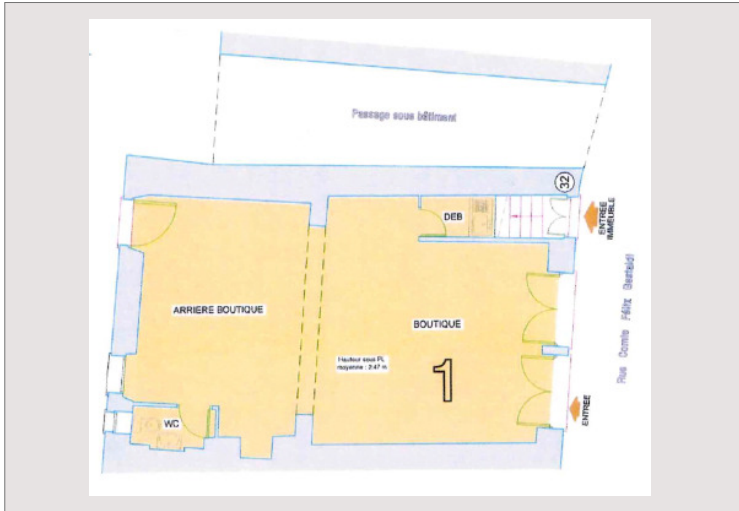 Passage sous bâtiment
32
DEB
ENTREE
IMMEUBLE
ARRIERE BOUTIQUE
BOUTIQUE
Rue Comte Félix Gastaldi
Hauteur sous PL
moyenne : 2.47 m
1
WC
ENTREE